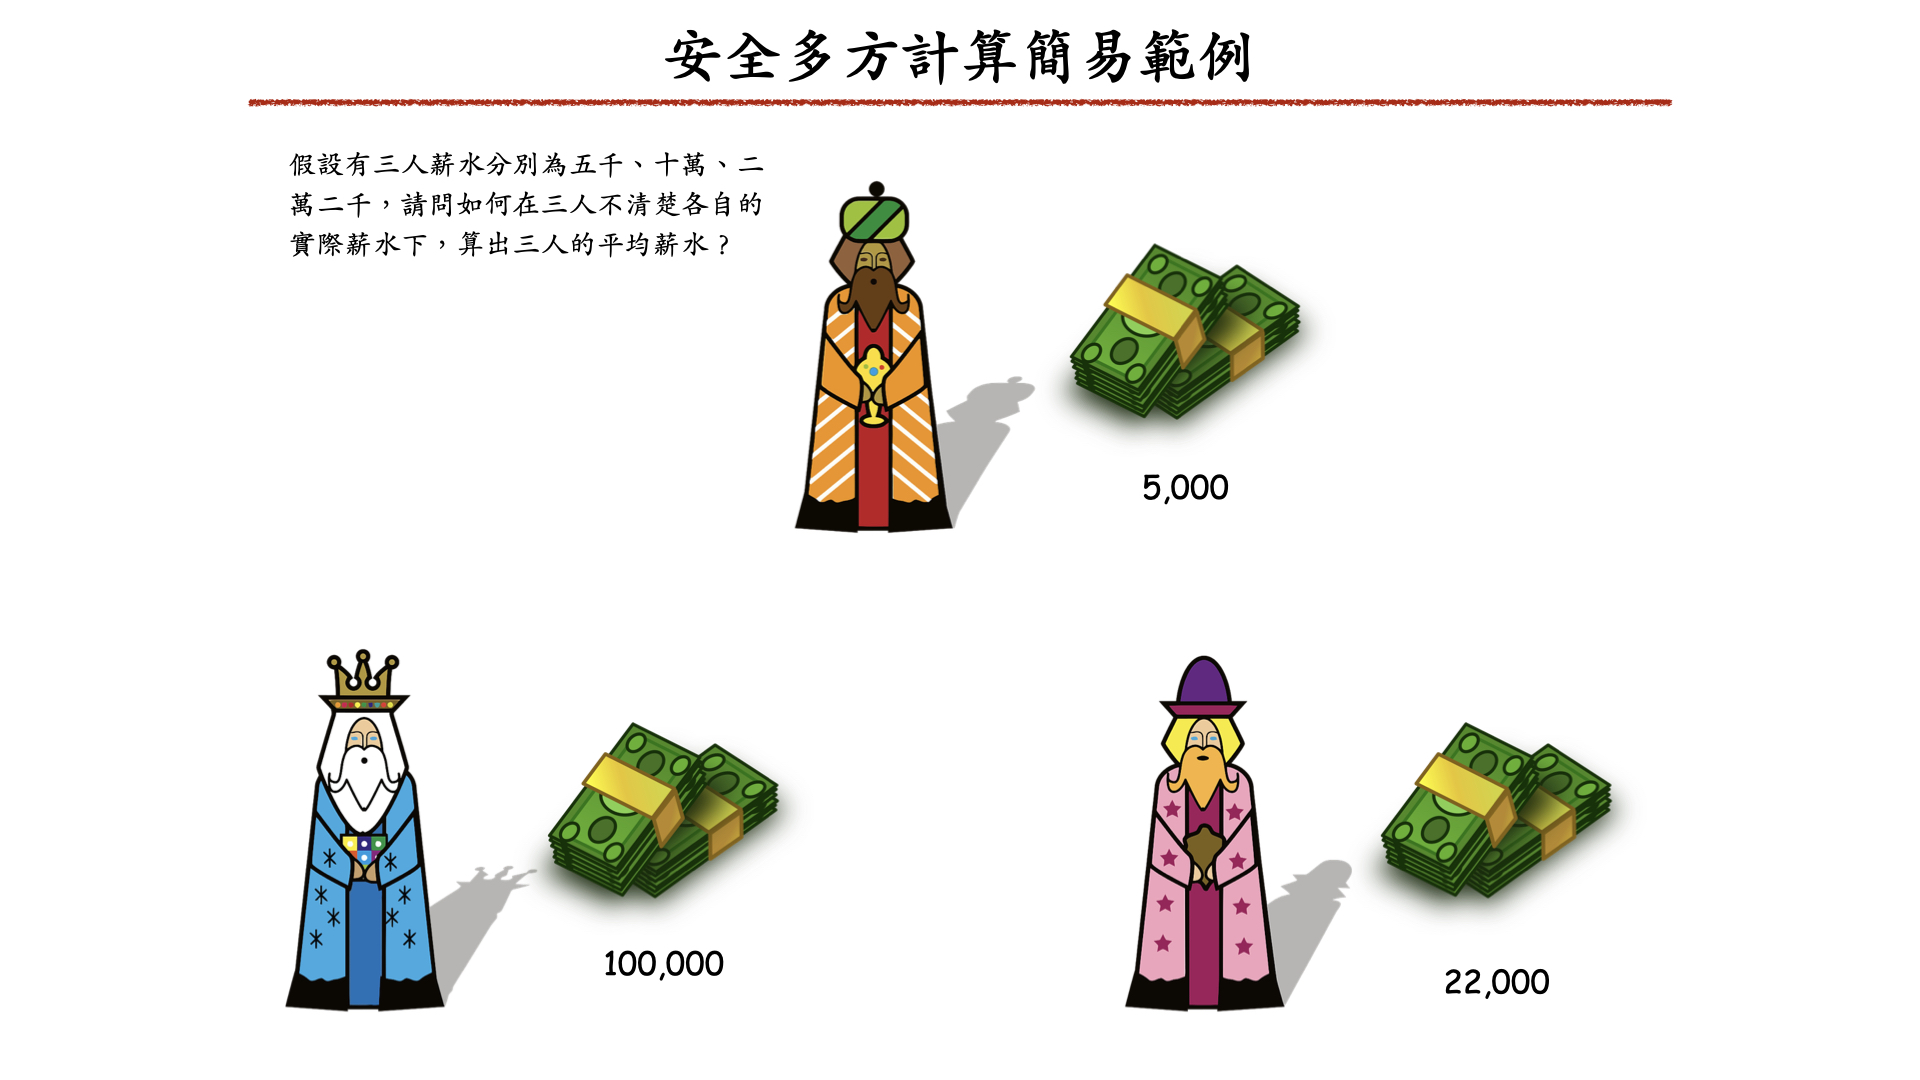 安全多方計算簡易範例
假設有三人薪水分別為五千、十萬、二
萬二千，請問如何在三人不清楚各自的
實際薪水下，算出三人的平均薪水？
5,000
100,000
22,000